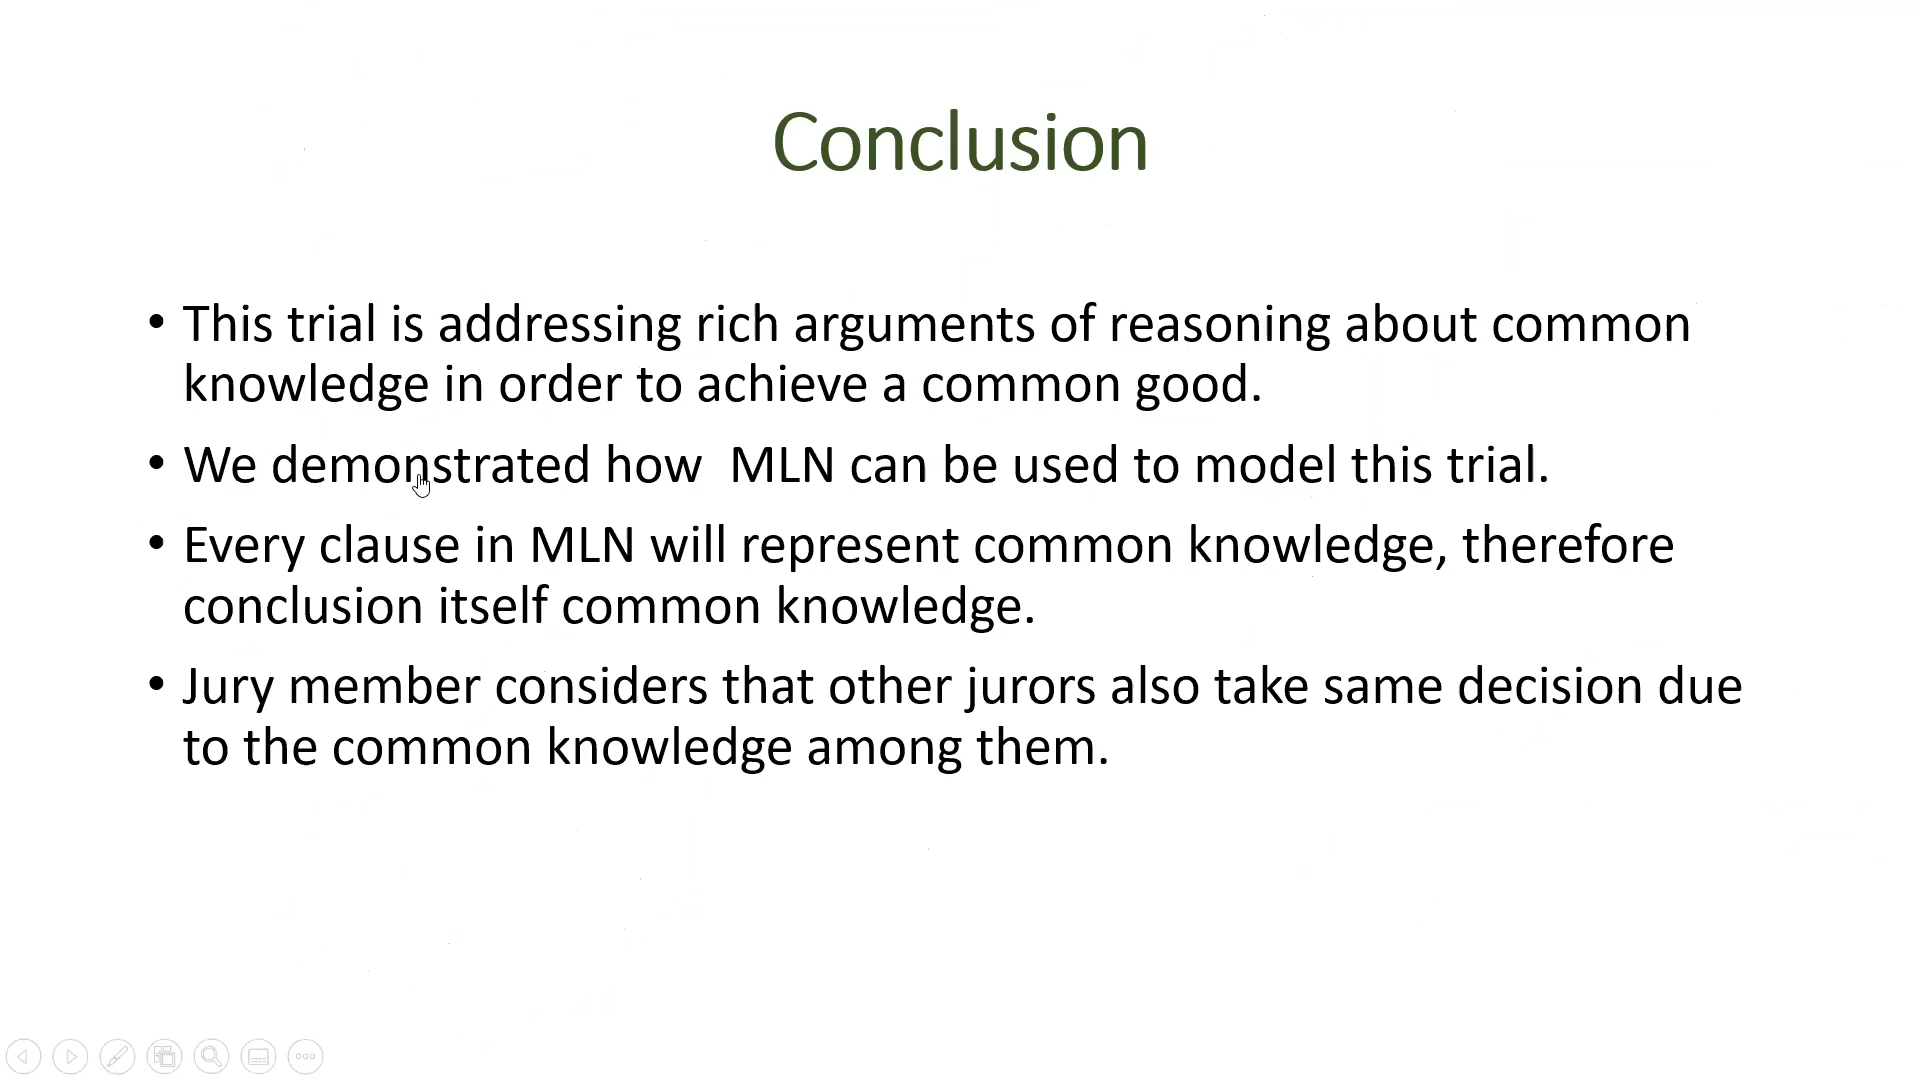 Conclusion
• This trial is addressing rich arguments of reasoning about common
knowledge in order to achieve a common good.
• We demonstrated how  MLN can be used to model this trial.
• Every clause in MLN will represent common knowledge, therefore
conclusion itself common knowledge.
• Jury member considers that other jurors also take same decision due
to the common knowledge among them.